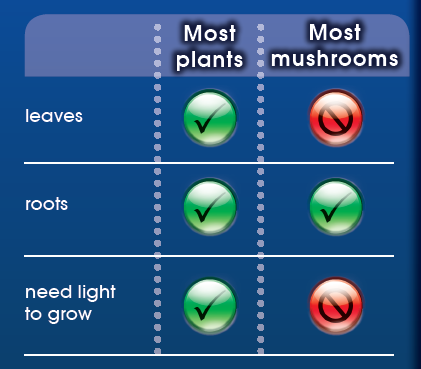 Most
plants
Most
mushrooms
leaves
roots
need light
to grow